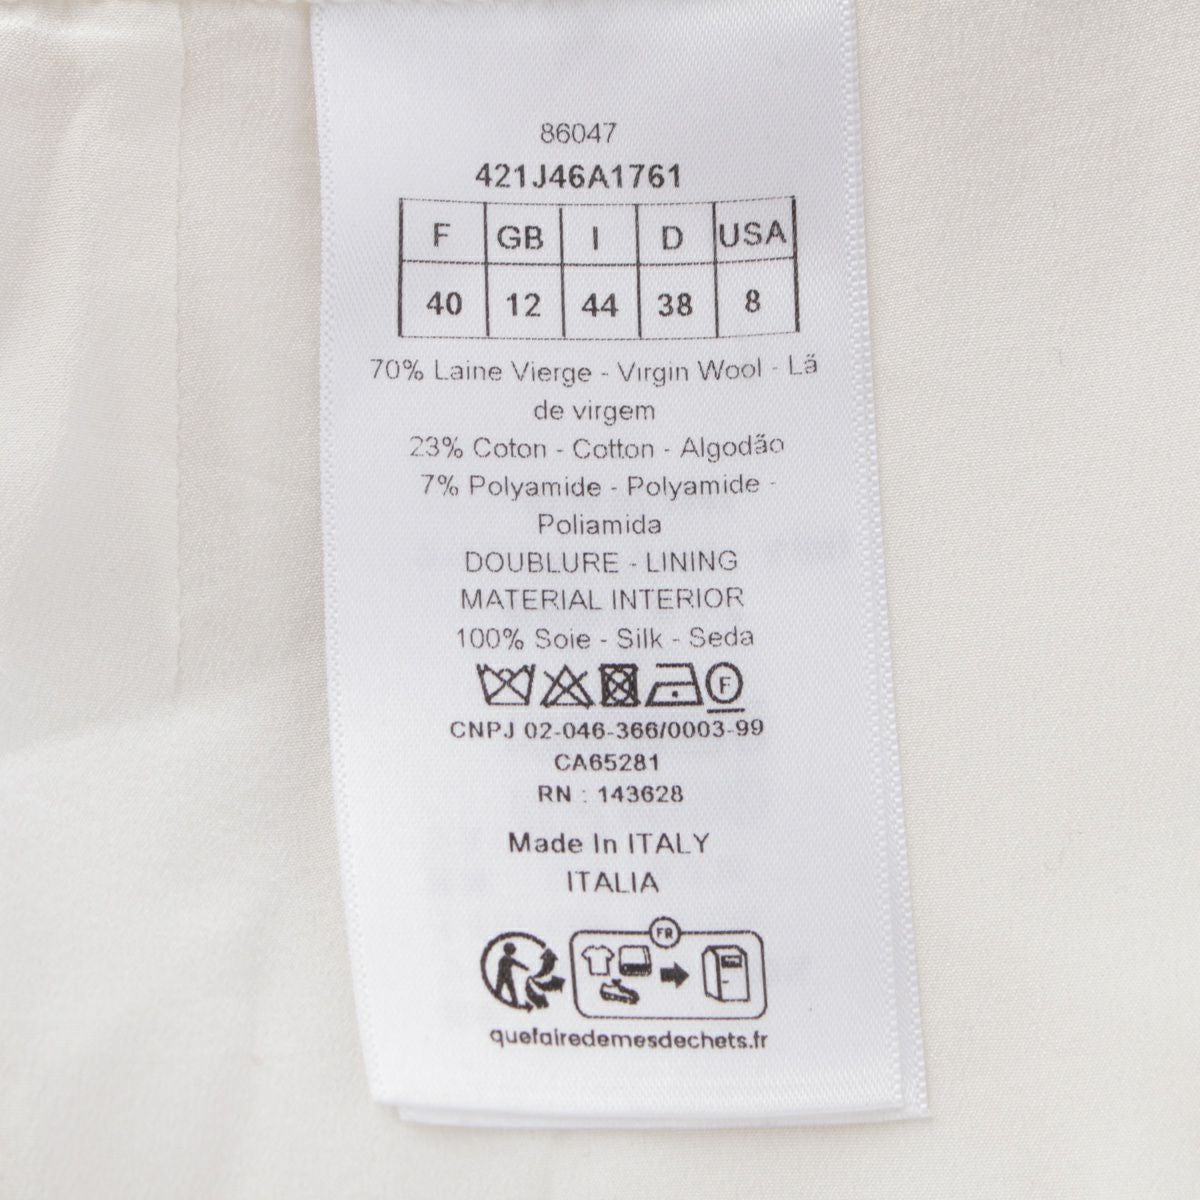 86047
421J46A1761
F GB I D USA
40 12 44 38 8
70% Laine Vierge - Virgin Wool - Lã
de virgem
23% Coton - Cotton - Algodão
7% Polyamide - Polyamide -
Poliamida
DOUBLURE - LINING
MATERIAL INTERIOR
100% Soie - Silk - Seda
F
CNPJ 02-046-366/0003-99
CA65281
RN : 143628
Made In ITALY
ITALIA
FR
quefairedemesdechets.fr